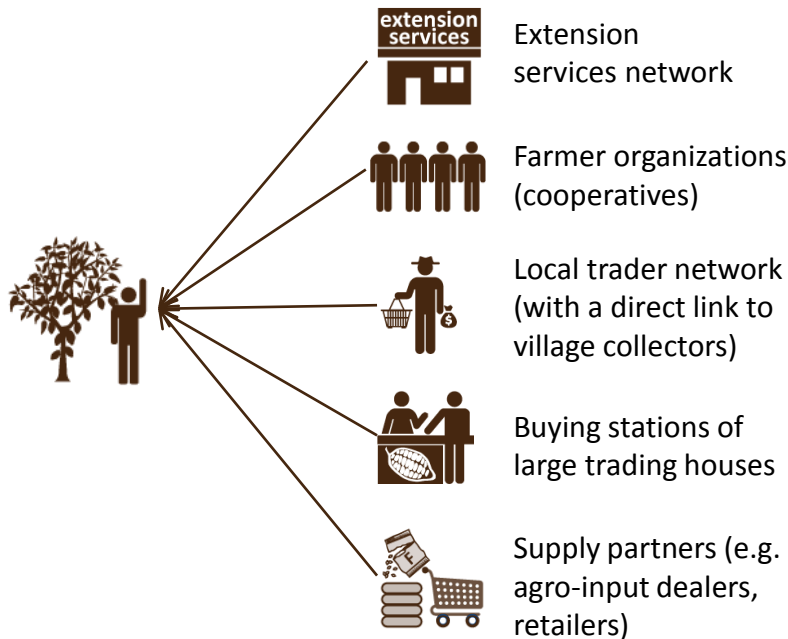 extension
services
Extension
services network
Farmer organizations
(cooperatives)
Local trader network
(with a direct link to
village collectors)
$
Buying stations of
large trading houses
F
Supply partners (e.g.
agro-input dealers,
retailers)